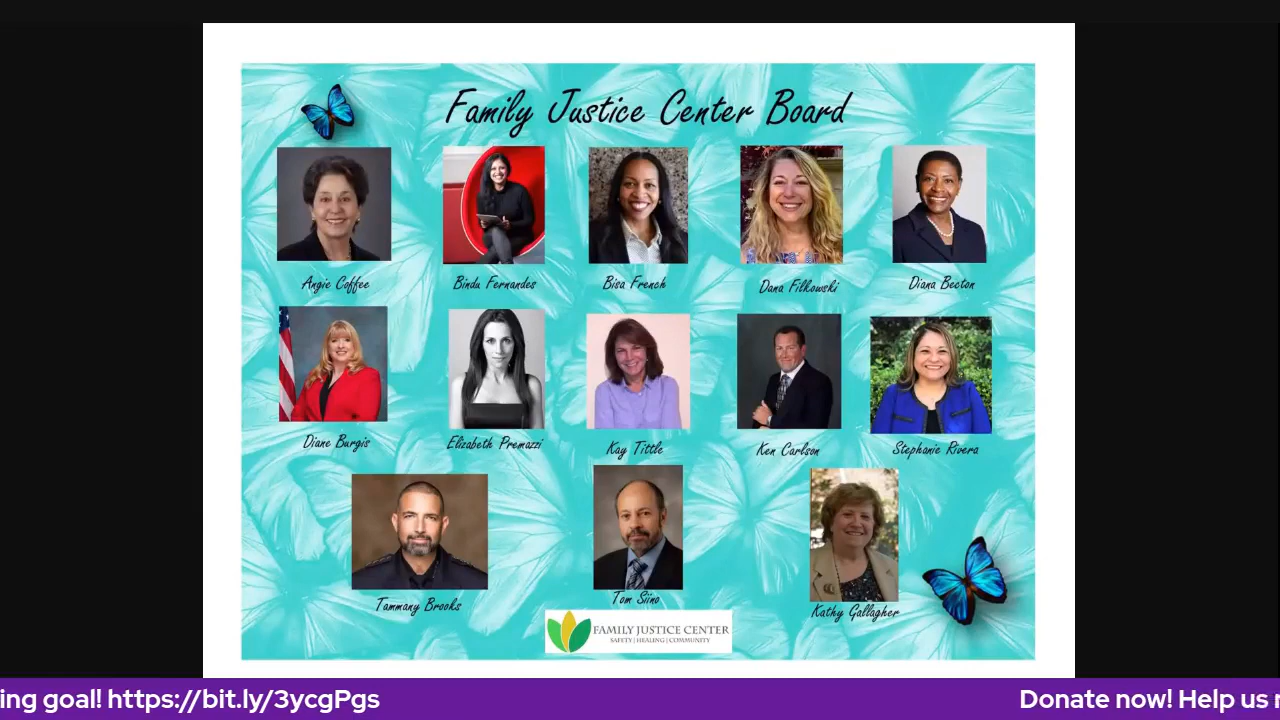 Family Justice Center Board
Angie Coffee
Bindu Fernandes
Bisa French
Dana Filkowski
Diana Becton
Diane Burgis
Elizabeth Premazzi
Kay Tittle
Ken Carlson
Stephanie Rivera
Tammany Brooks
Tom Siino
Kathy Gallagher
FAMILY JUSTICE CENTER
SAFETY | HEALING | COMMUNITY
ing goal! https://bit.ly/3ycgPgs
Donate now! Help us